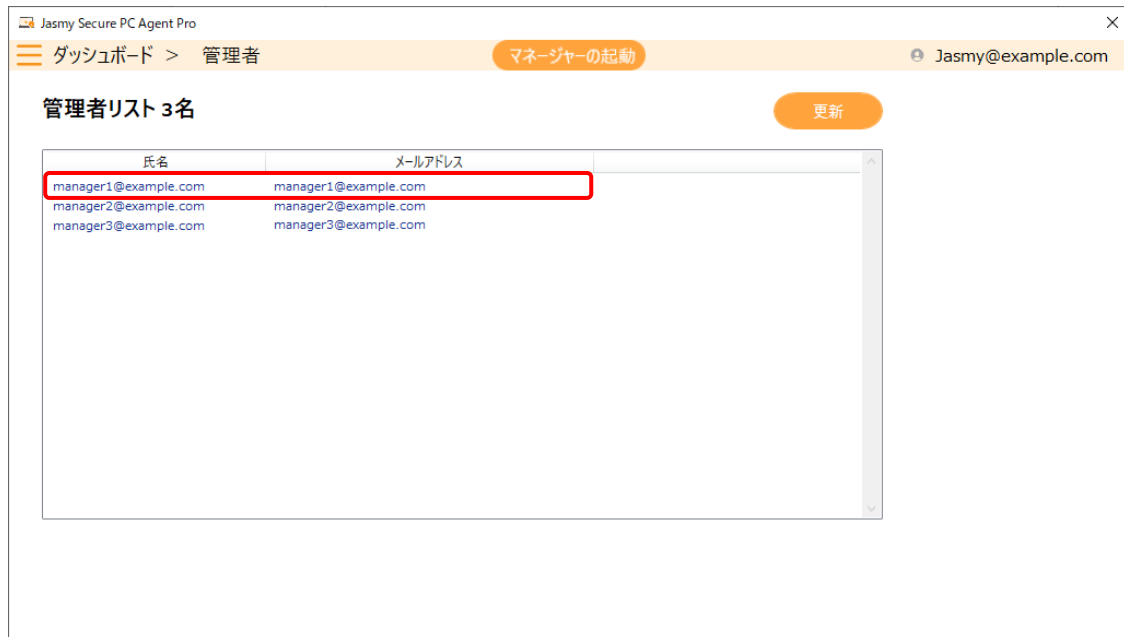 Jasmy Secure PC Agent Pro
ダッシュボード > 管理者 マネージャーの起動 Jasmy@example.com
管理者リスト 3名 更新
氏名 メールアドレス
manager1@example.com manager1@example.com
manager2@example.com manager2@example.com
manager3@example.com manager3@example.com